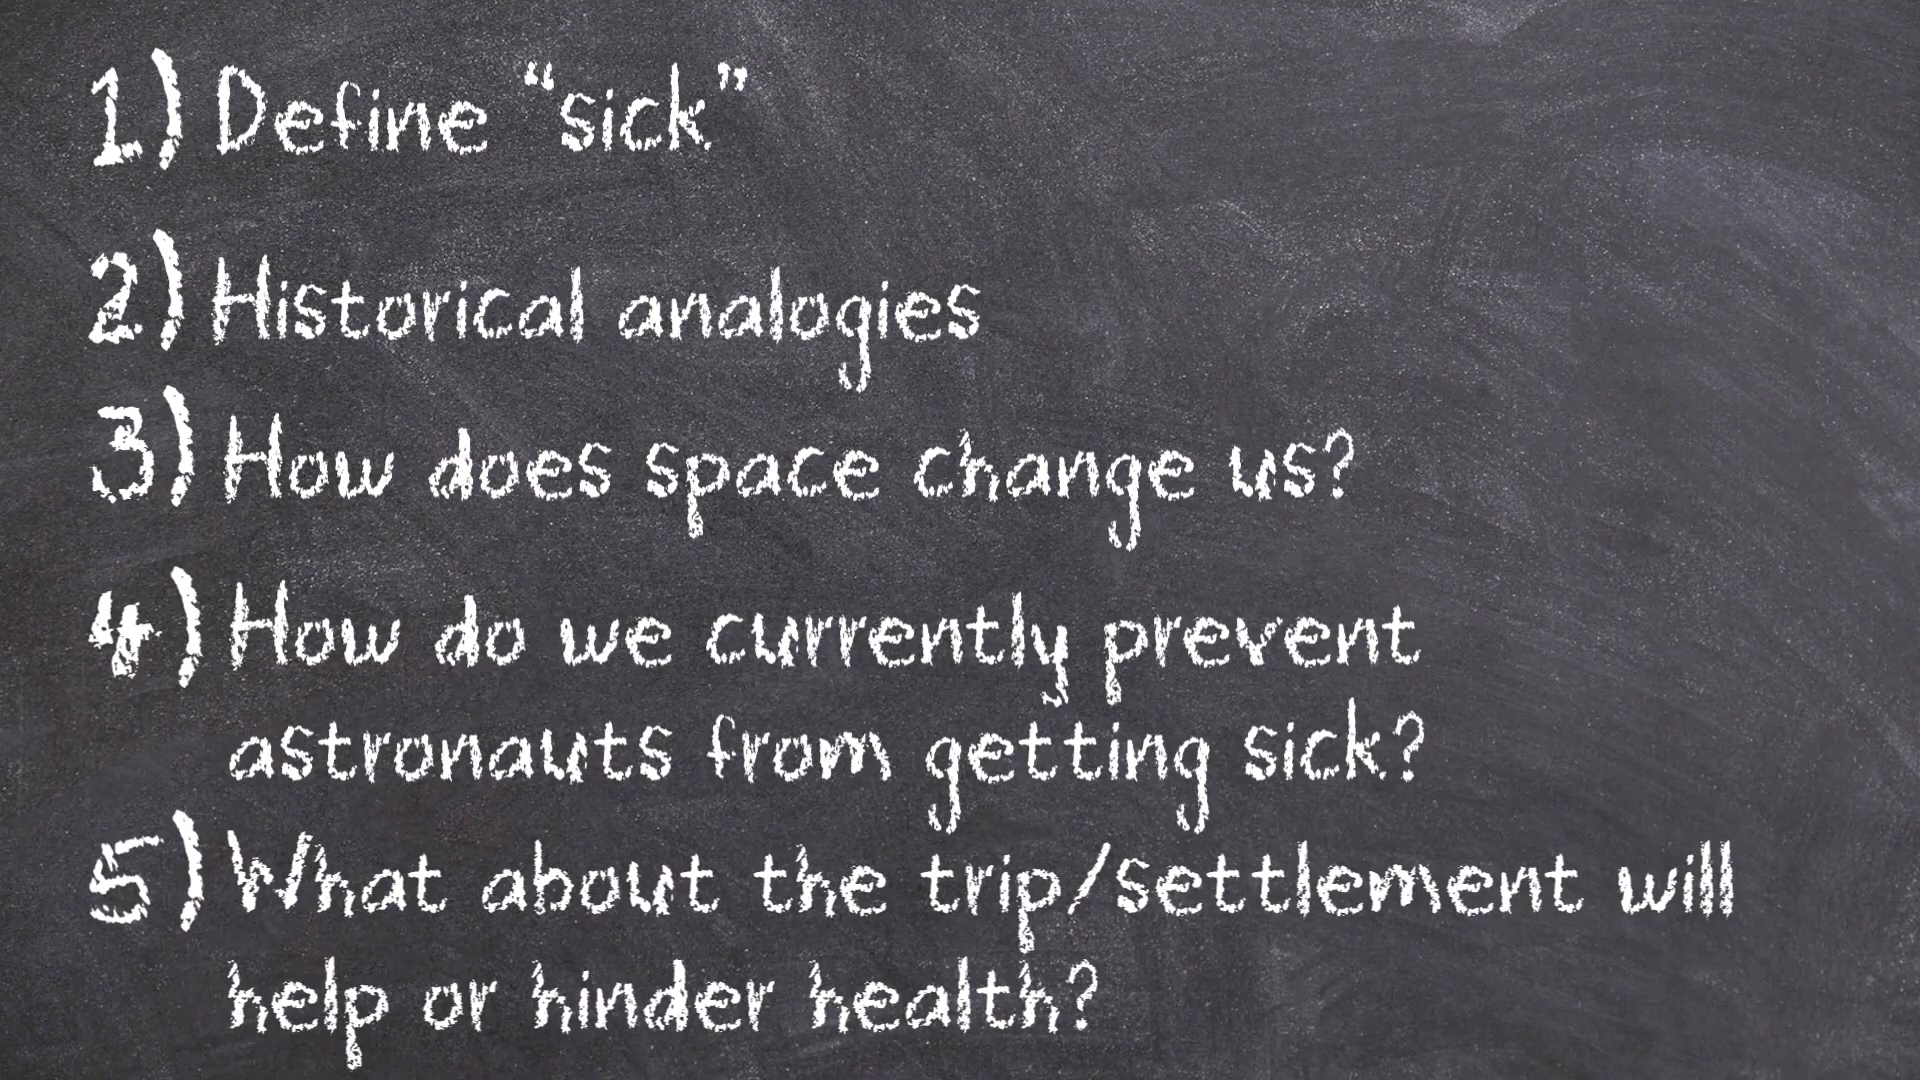 1) Define “sick”
2) Historical analogies
3) How does space change us?
4) How do we currently prevent
astronauts from getting sick?
5) What about the trip/settlement will
help or hinder health?